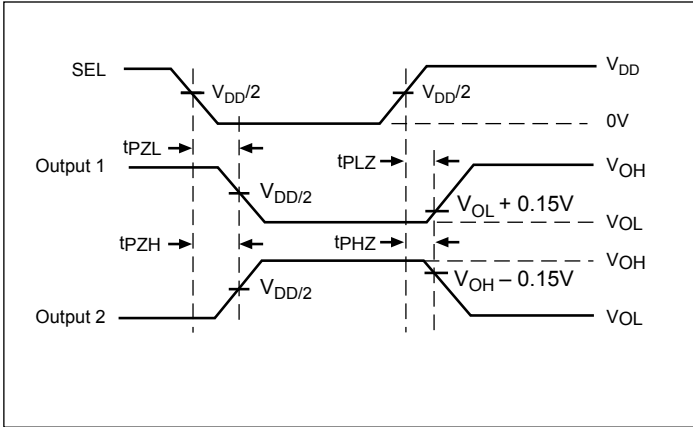 SEL
VDD/2
VDD/2
VDD
0V
tPZL
tPLZ
Output 1
VDD/2
VOH
VOL + 0.15V
VOL
tPZH
tPHZ
VOH
VDD/2
VOH – 0.15V
Output 2
VOL